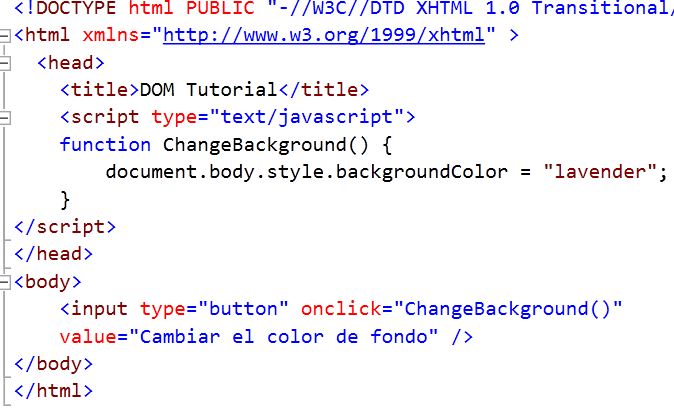 <!DOCTYPE html PUBLIC "-//W3C//DTD XHTML 1.0 Transitional/
<html xmlns="http://www.w3.org/1999/xhtml" >
<head>
<title>DOM Tutorial</title>
<script type="text/javascript">
function ChangeBackground() {
document.body.style.backgroundColor = "lavender";
}
</script>
</head>
<body>
<input type="button" onclick="ChangeBackground()"
value="Cambiar el color de fondo" />
</body>
</html>